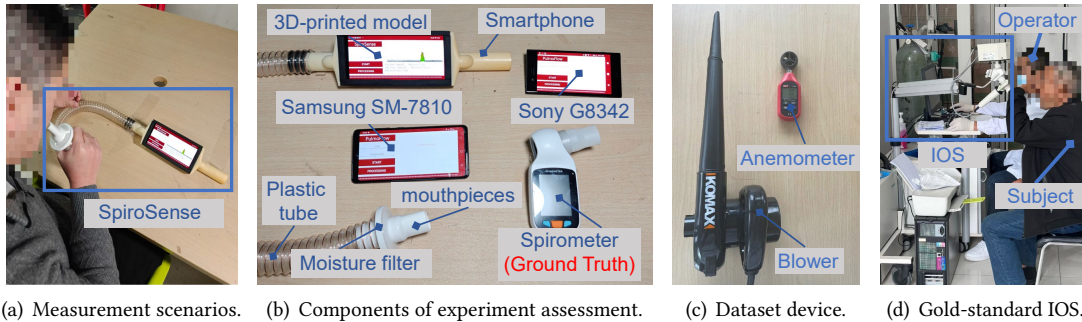 SpiroSense
(a) Measurement scenarios.
3D-printed model
Smartphone
SpiroSense
START
PROCESSING
PulmoFlow
Samsung SM-7810
Sony G8342
PulmoFlow
START
PROCESSING
Plastic
tube
mouthpieces
Moisture filter
Spirometer
(Ground Truth)
(b) Components of experiment assessment.
KOMAX
Anemometer
Blower
(c) Dataset device.
Operator
IOS
Subject
(d) Gold-standard IOS.